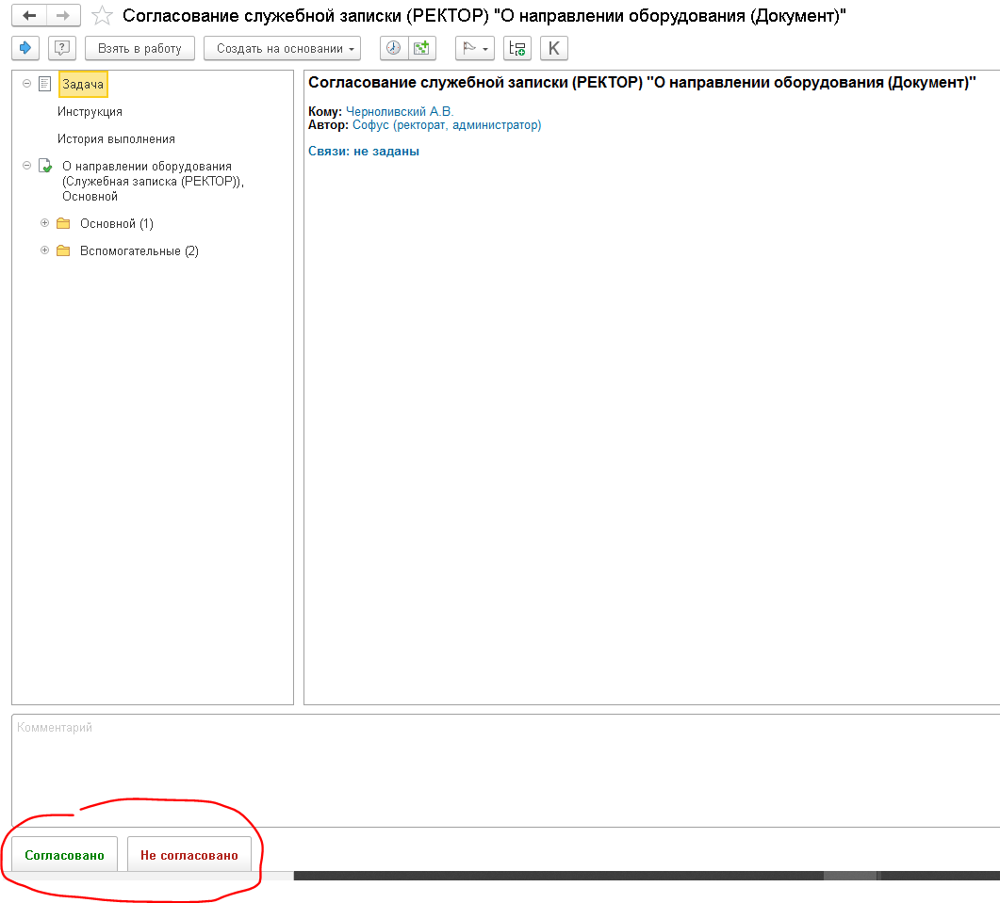 Согласование служебной записки (РЕКТОР) "О направлении оборудования (Документ)"
Взять в работу
Создать на основании
К
Задача
Инструкция
История выполнения
О направлении оборудования
(Служебная записка (РЕКТОР)),
Основной
Основной (1)
Вспомогательные (2)
Согласование служебной записки (РЕКТОР) "О направлении оборудования (Документ)"
Кому: Черноливский А.В.
Автор: Софус (ректорат, администратор)
Связи: не заданы
Комментарий
Согласовано
Не согласовано